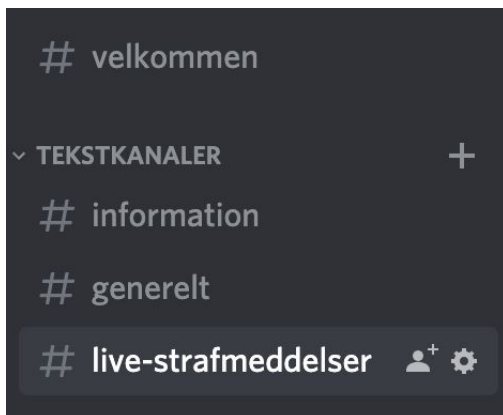 # velkommen
TEKSTKANALER
# information
# generelt
# live-strafmeddelser